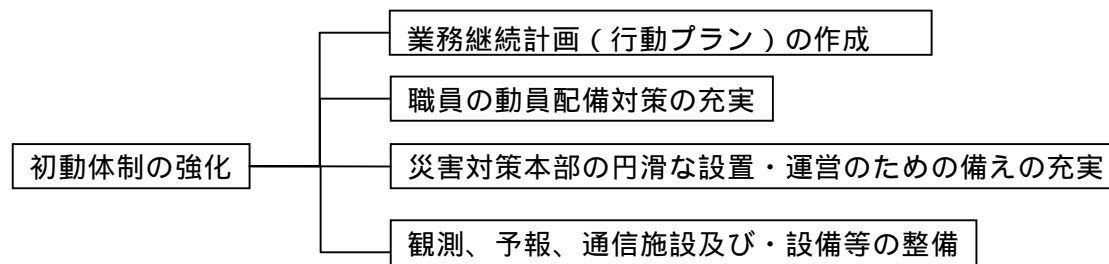 業務継続計画(行動プラン)の作成
職員の動員配備対策の充実
初動体制の強化
災害対策本部の円滑な設置・運営のための備えの充実
観測、予報、通信施設及び・設備等の整備